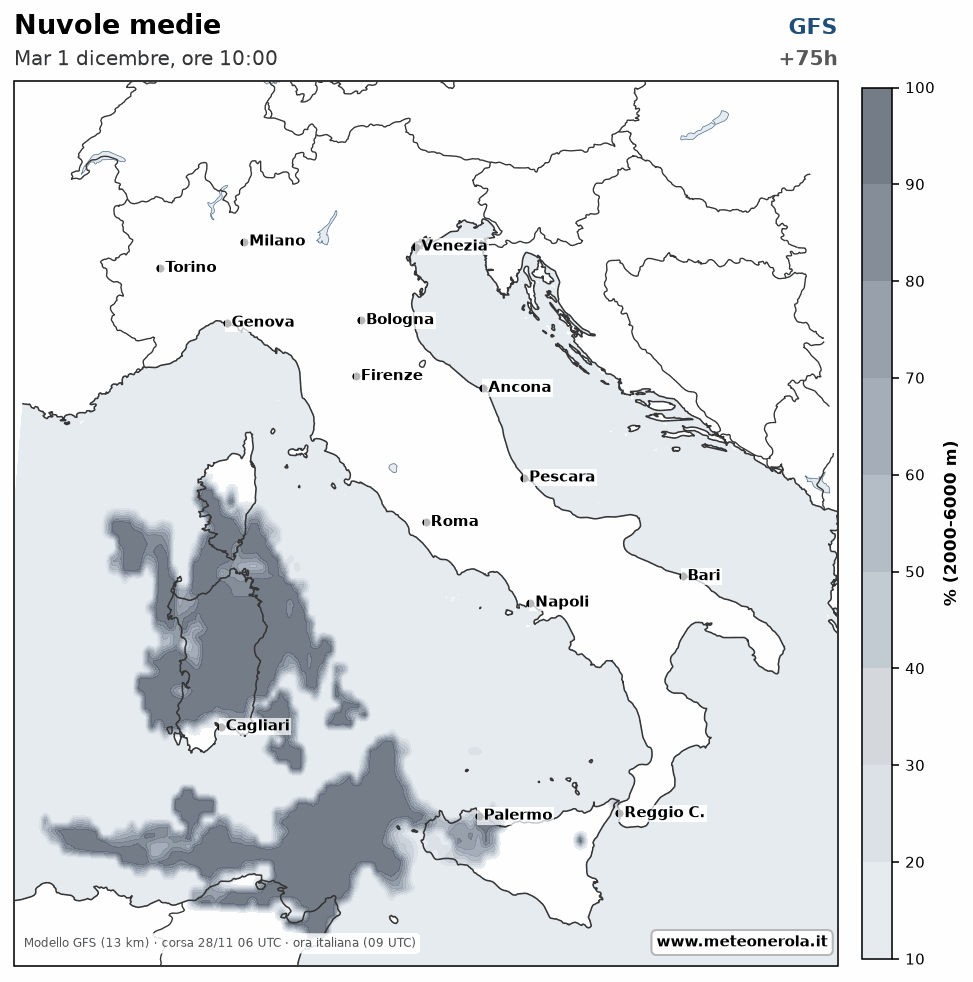 Nuvole medie
GFS
Mar 1 dicembre, ore 10:00
+75h
100
90
80
70
60
50
40
30
20
10
% (2000-6000 m)
Milano
Venezia
Torino
Genova
Bologna
Firenze
Ancona
Pescara
Roma
Bari
Napoli
Cagliari
Palermo
Reggio C.
Modello GFS (13 km) · corsa 28/11 06 UTC · ora italiana (09 UTC)
www.meteonerola.it